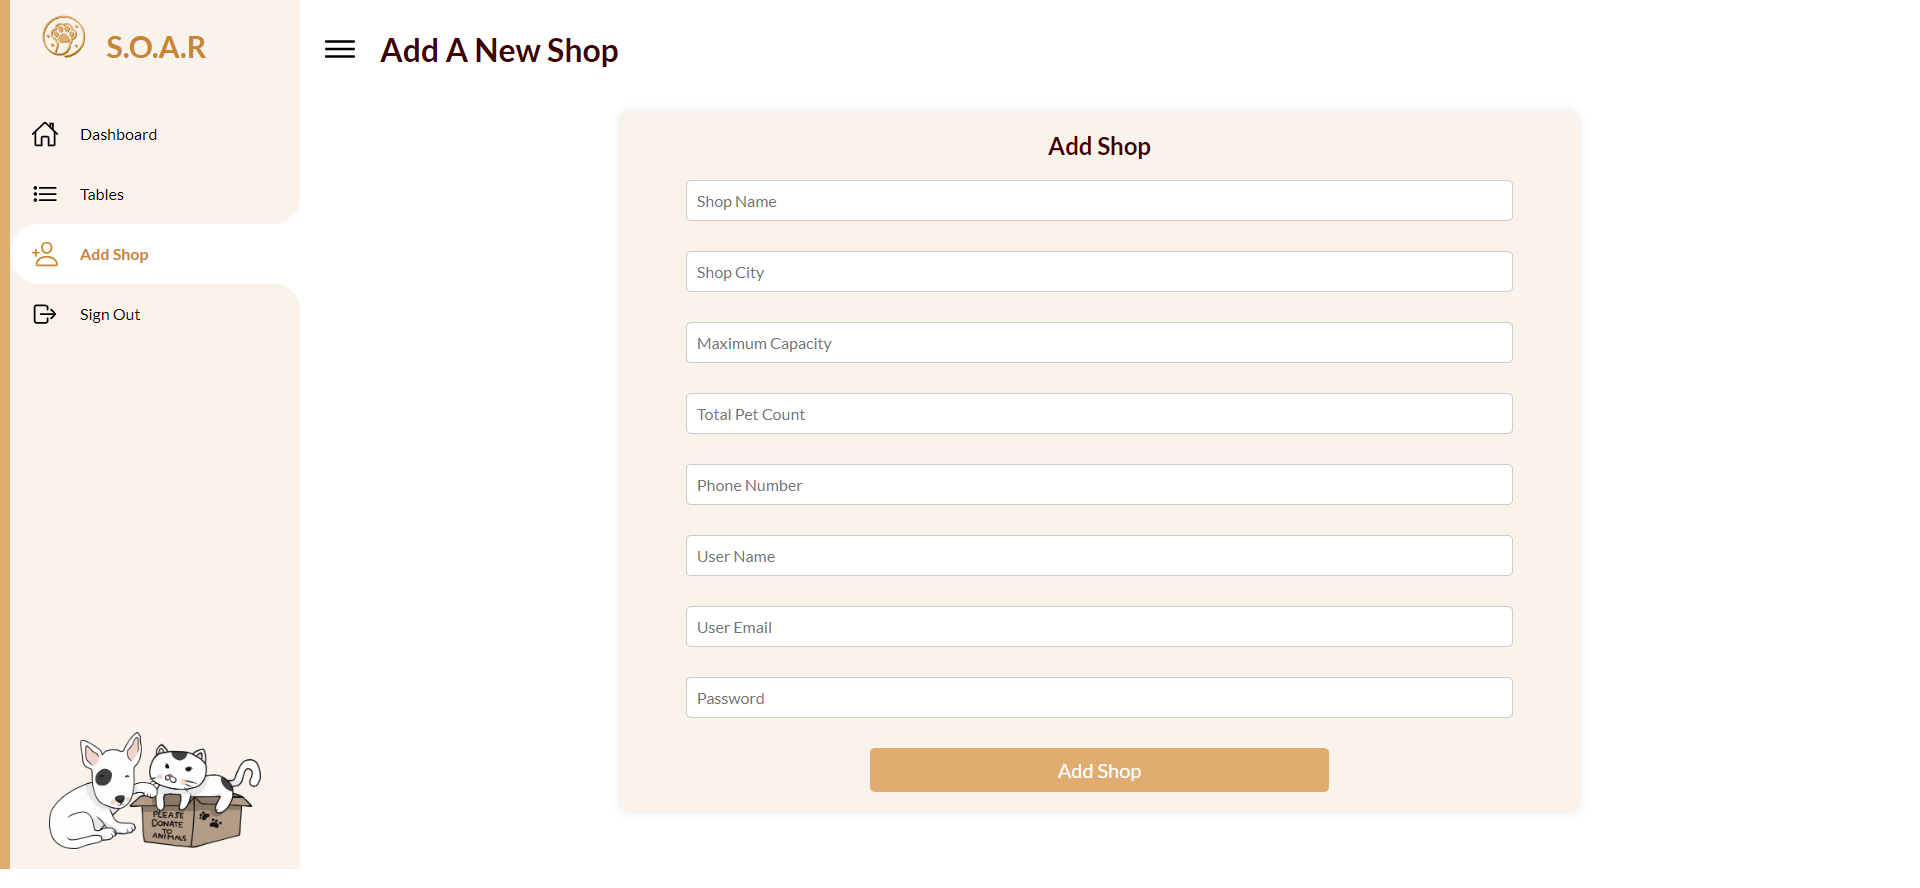 S.O.A.R
Add A New Shop
Dashboard
Tables
Add Shop
Sign Out
Add Shop
Shop Name
Shop City
Maximum Capacity
Total Pet Count
Phone Number
User Name
User Email
Password
Add Shop
PLEASE
DONATE
TO
ANIMALS